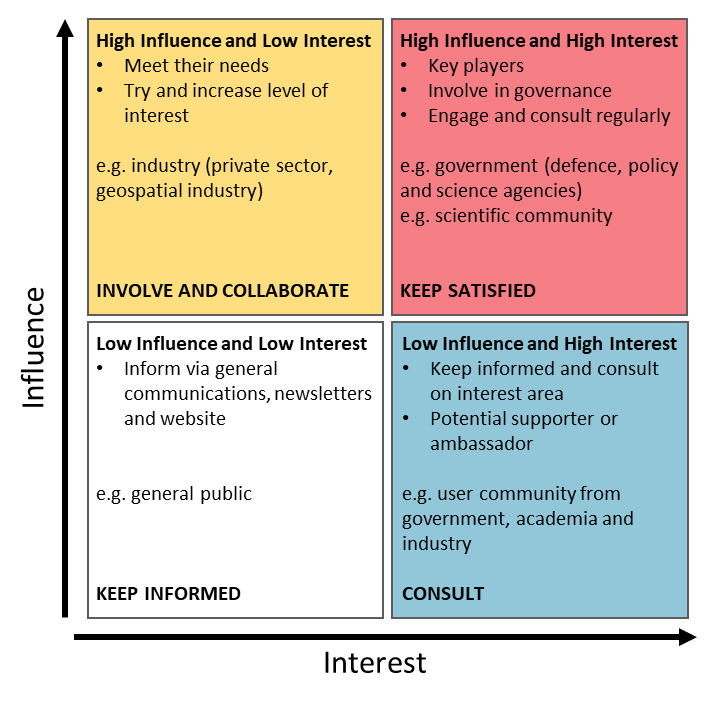 Influence
High Influence and Low Interest
• Meet their needs
• Try and increase level of
interest
e.g. industry (private sector,
geospatial industry)
INVOLVE AND COLLABORATE
High Influence and High Interest
• Key players
• Involve in governance
• Engage and consult regularly
e.g. government (defence, policy
and science agencies)
e.g. scientific community
KEEP SATISFIED
Low Influence and Low Interest
• Inform via general
communications, newsletters
and website
e.g. general public
KEEP INFORMED
Low Influence and High Interest
• Keep informed and consult
on interest area
• Potential supporter or
ambassador
e.g. user community from
government, academia and
industry
CONSULT
Interest